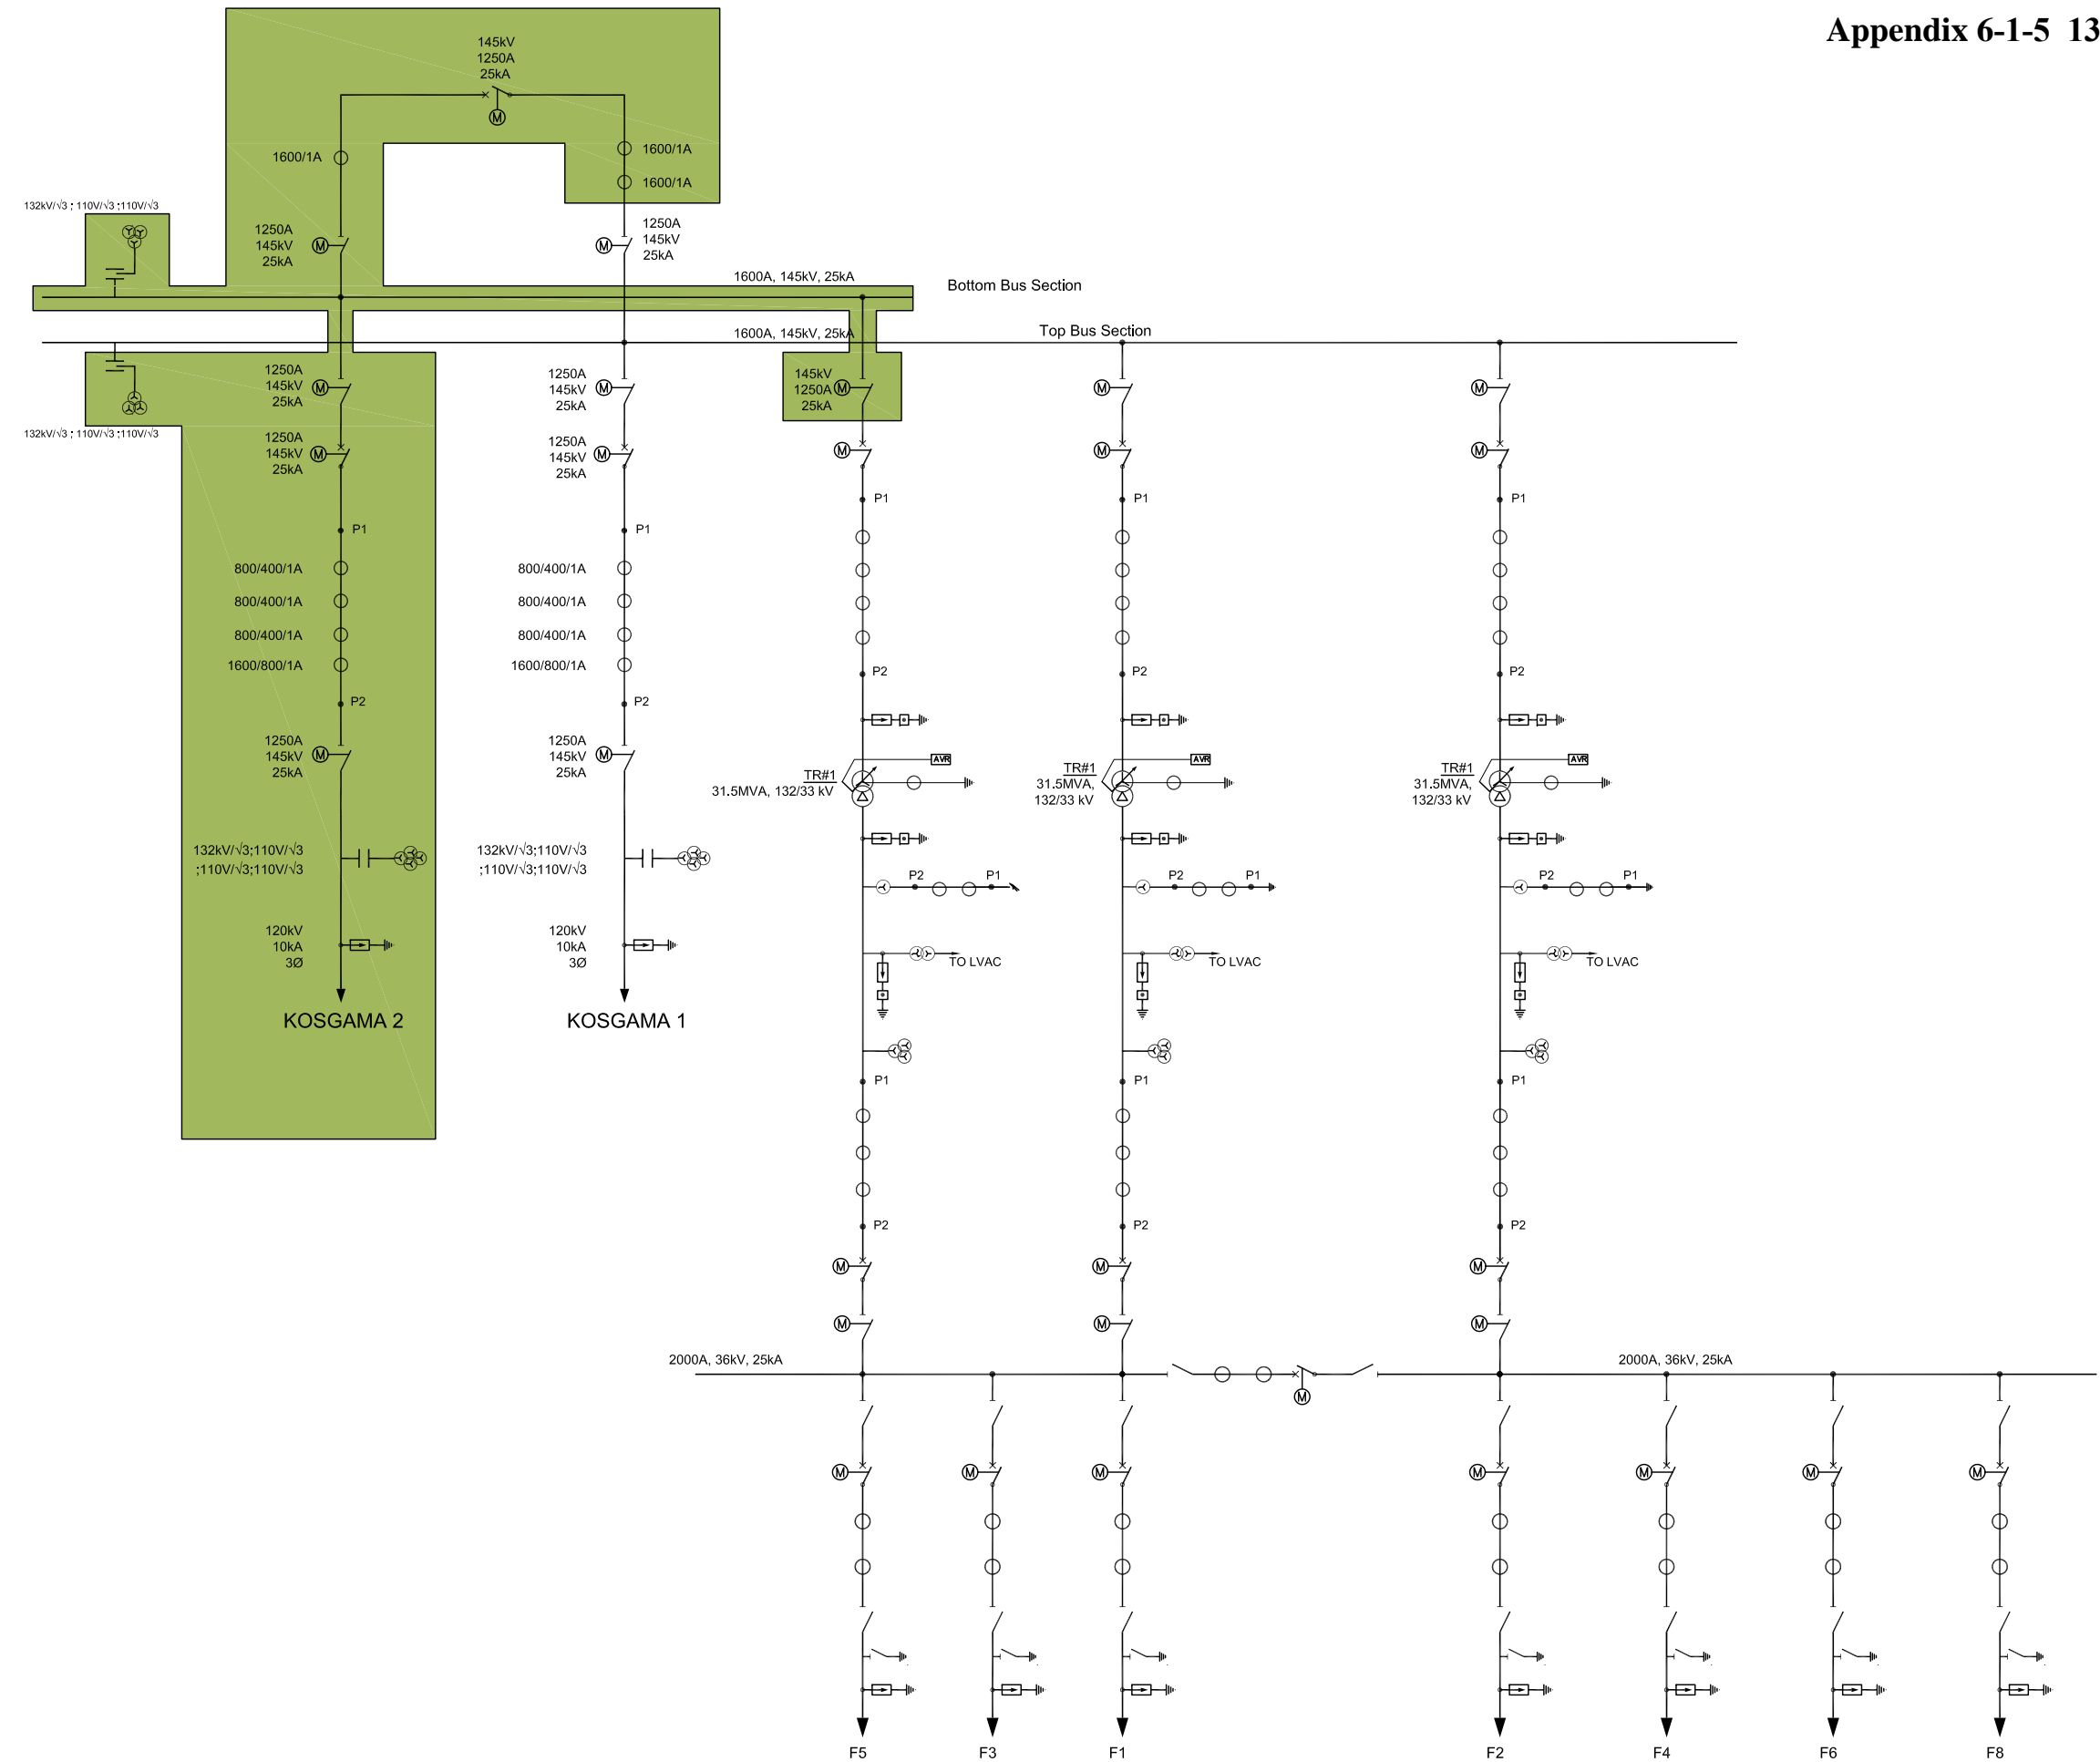 Appendix 6-1-5 13
145kV
1250A
25kA
1600/1A
1600/1A
1600/1A
132kV/√3 ; 110V/√3 ;110V/√3
1250A
145kV
25kA
M
M
1250A
145kV
25kA
M
1600A, 145kV, 25kA
Bottom Bus Section
1600A, 145kV, 25kA
Top Bus Section
1250A
145kV
25kA
M
1250A
145kV
25kA
M
145kV
1250A
25kA
M
M
M
132kV/√3 ; 110V/√3 ;110V/√3
1250A
145kV
25kA
M
1250A
145kV
25kA
M
M
M
M
P1
P1
P1
P1
P1
800/400/1A
800/400/1A
800/400/1A
1600/800/1A
800/400/1A
800/400/1A
800/400/1A
1600/800/1A
P2
P2
P2
P2
P2
1250A
145kV
25kA
M
1250A
145kV
25kA
M
AVR
TR#1
31.5MVA, 132/33 kV
AVR
TR#1
31.5MVA,
132/33 kV
AVR
TR#1
31.5MVA,
132/33 kV
132kV/√3;110V/√3
;110V/√3;110V/√3
132kV/√3;110V/√3
;110V/√3;110V/√3
P2 P1
P2 P1
P2 P1
120kV
10kA
3Ø
120kV
10kA
3Ø
TO LVAC
TO LVAC
TO LVAC
KOSGAMA 2
KOSGAMA 1
P1
P1
P1
P2
P2
P2
M
M
M
M
M
M
2000A, 36kV, 25kA
2000A, 36kV, 25kA
M
M
M
M
M
M
M
M
F5
F3
F1
F2
F4
F6
F8